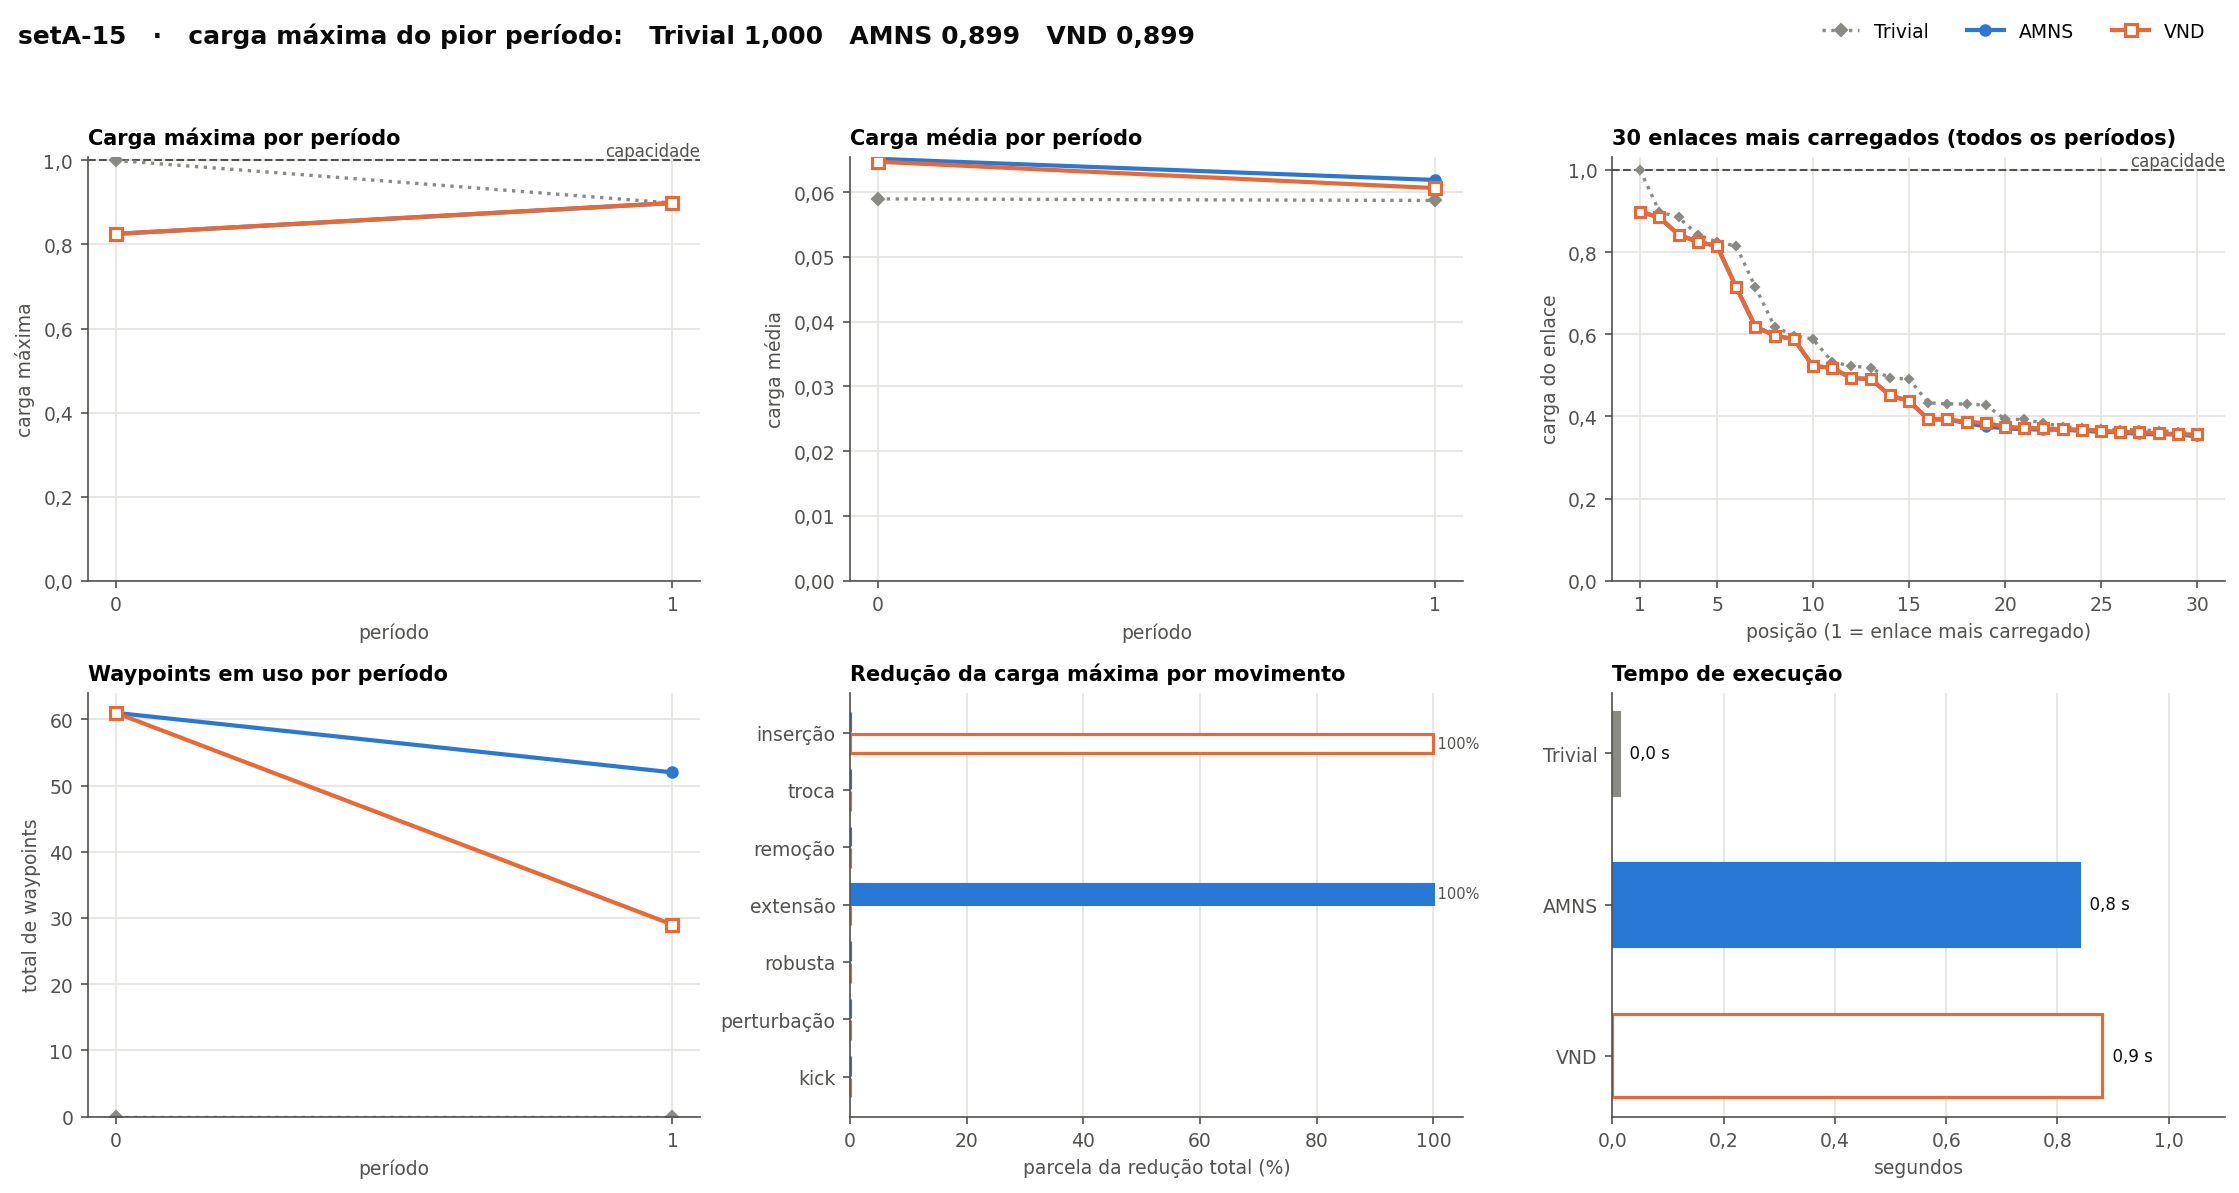 setA-15 · carga máxima do pior período: Trivial 1,000 AMNS 0,899 VND 0,899
Trivial AMNS VND
Carga máxima por período
capacidade
1,0
0,8
0,6
0,4
0,2
0,0
carga máxima
0 1
período
Carga média por período
0,06
0,05
0,04
0,03
0,02
0,01
0,00
carga média
0 1
período
30 enlaces mais carregados (todos os períodos)
capacidade
1,0
0,8
0,6
0,4
0,2
0,0
carga do enlace
1 5 10 15 20 25 30
posição (1 = enlace mais carregado)
Waypoints em uso por período
60
50
40
30
20
10
0
total de waypoints
0 1
período
Redução da carga máxima por movimento
inserção
100%
troca
remoção
extensão
100%
robusta
perturbação
kick
0 20 40 60 80 100
parcela da redução total (%)
Tempo de execução
Trivial 0,0 s
AMNS 0,8 s
VND 0,9 s
0,0 0,2 0,4 0,6 0,8 1,0
segundos